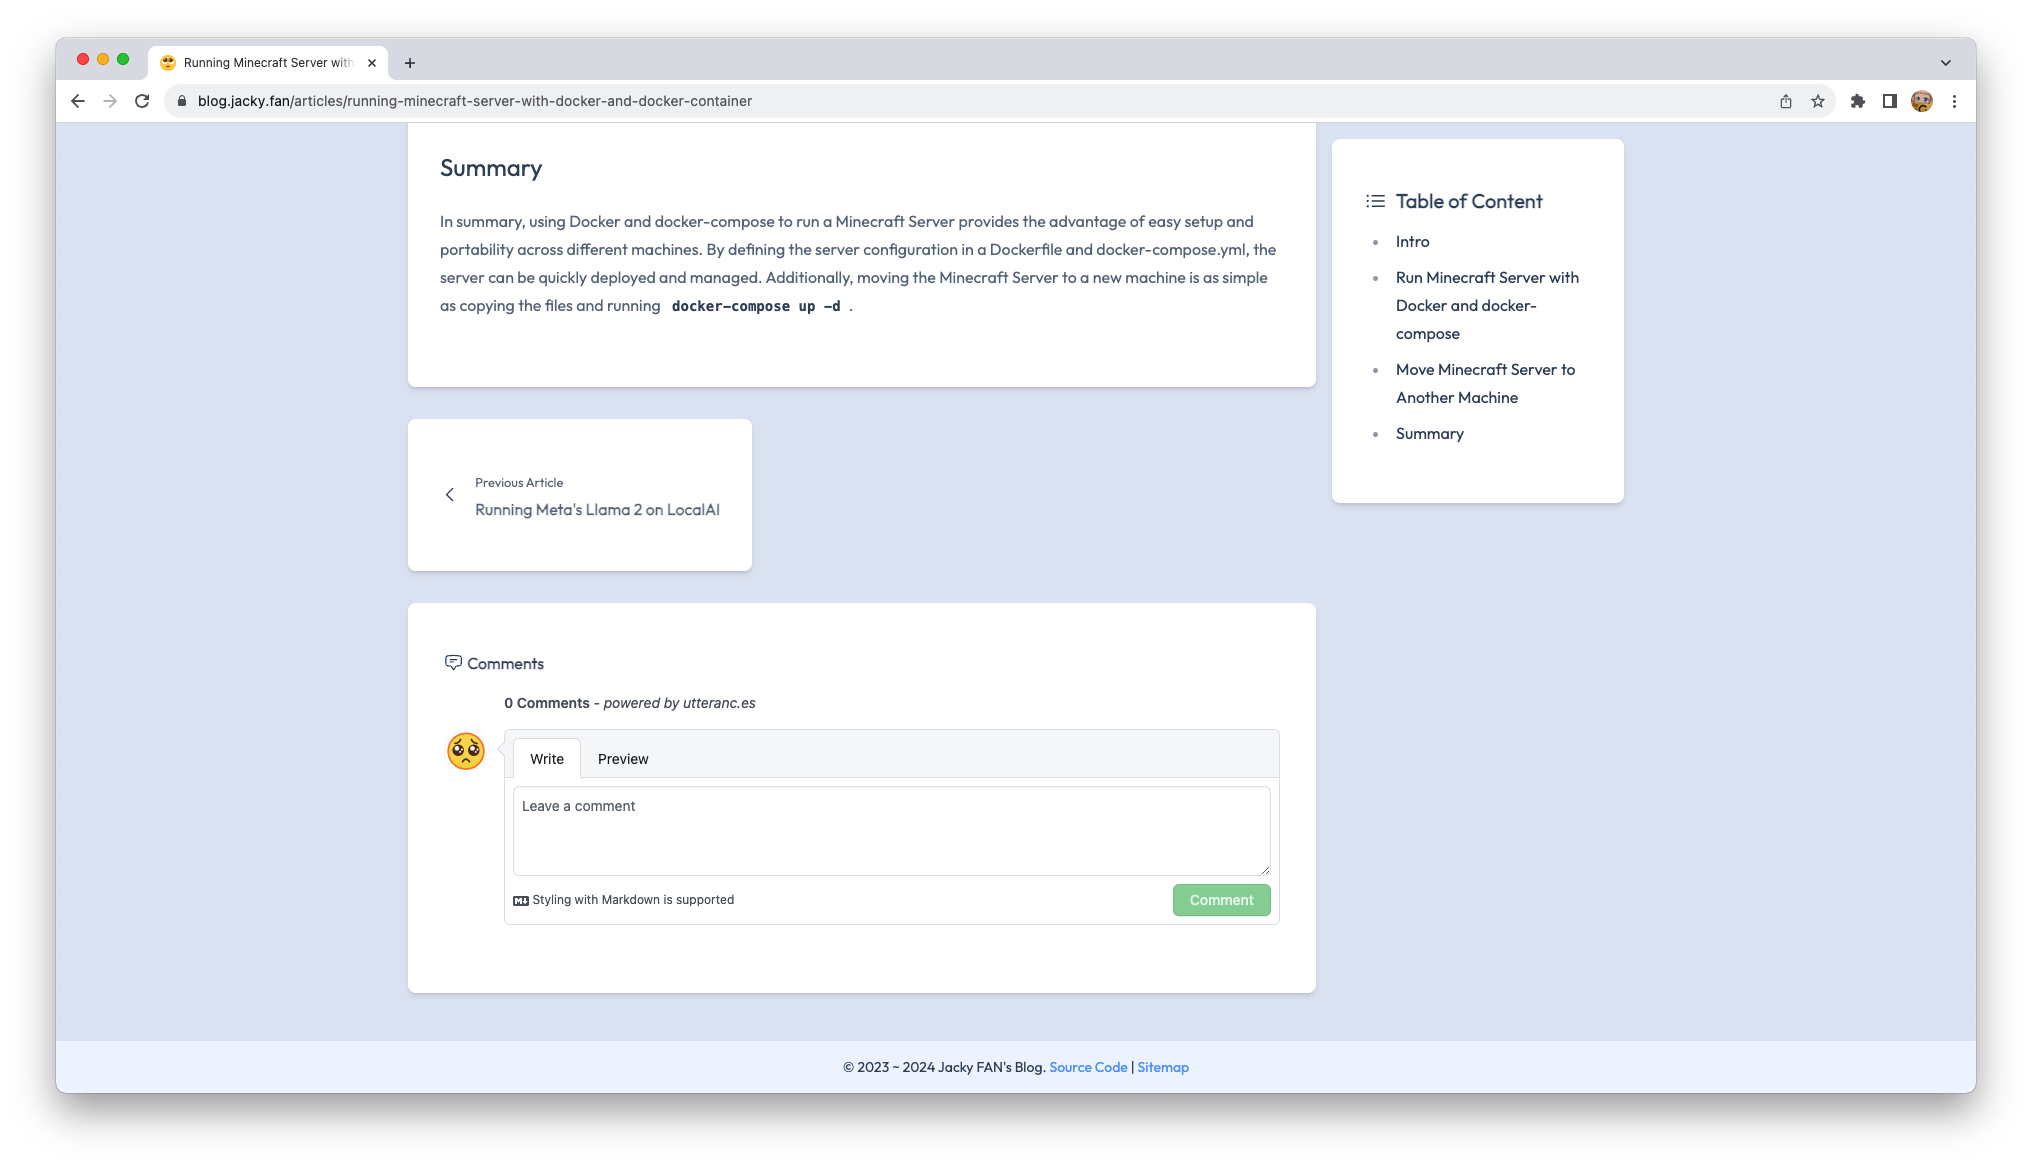 Running Minecraft Server with
blog.jacky.fan/articles/running-minecraft-server-with-docker-and-docker-container
Summary
In summary, using Docker and docker-compose to run a Minecraft Server provides the advantage of easy setup and
portability across different machines. By defining the server configuration in a Dockerfile and docker-compose.yml, the
server can be quickly deployed and managed. Additionally, moving the Minecraft Server to a new machine is as simple
as copying the files and running docker-compose up -d .
Table of Content
Intro
Run Minecraft Server with
Docker and docker-
compose
Move Minecraft Server to
Another Machine
Summary
Previous Article
Running Meta's Llama 2 on LocalAI
Comments
0 Comments - powered by utteranc.es
Write Preview
Leave a comment
Styling with Markdown is supported
Comment
© 2023 ~ 2024 Jacky FAN's Blog. Source Code | Sitemap